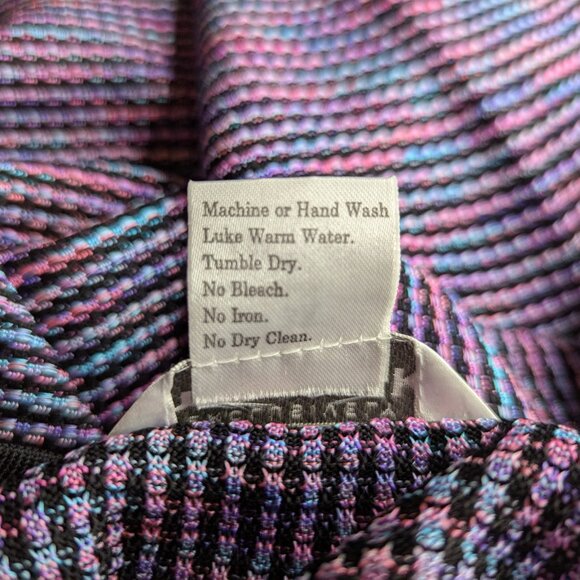 Machine or Hand Wash
Luke Warm Water.
Tumble Dry.
No Bleach.
No Iron.
No Dry Clean.